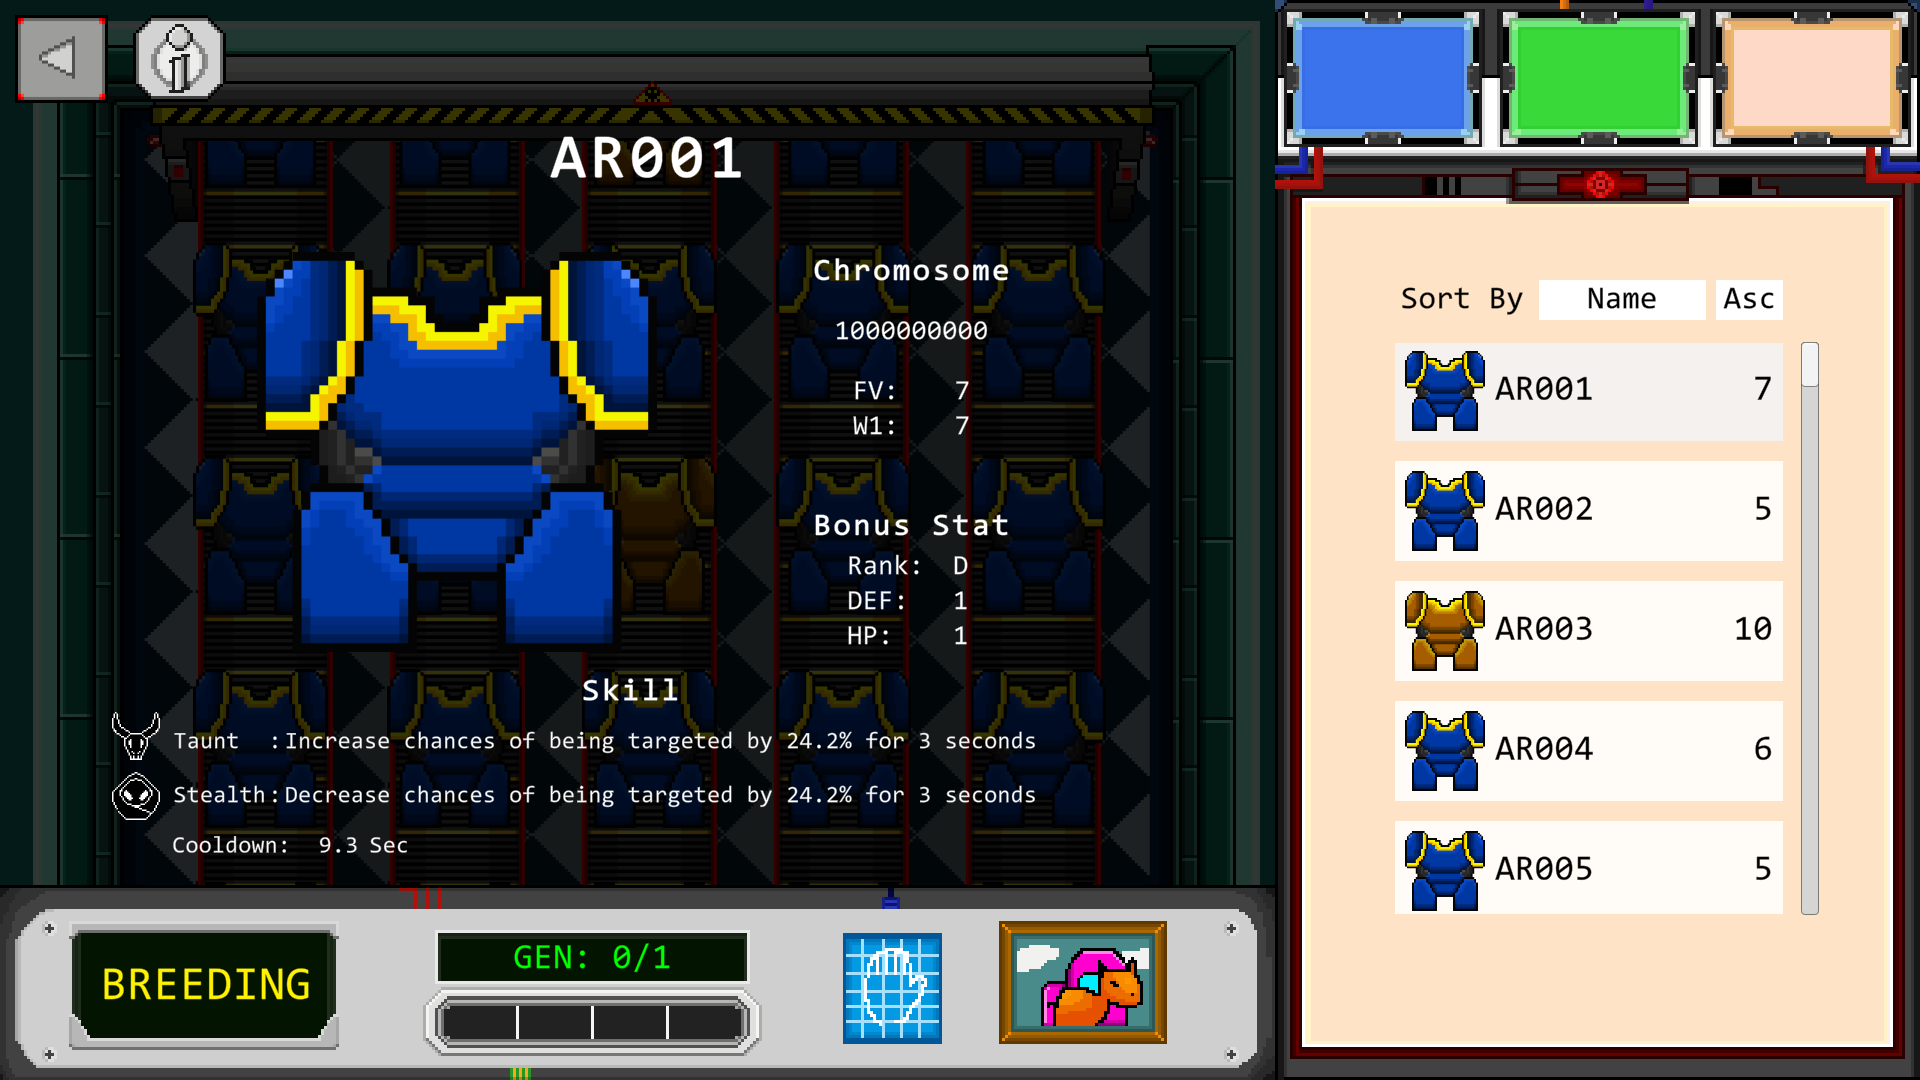 AR001
Chromosome
1000000000
FV: 7
W1: 7
Bonus Stat
Rank: D
DEF: 1
HP: 1
Skill
Taunt :Increase chances of being targeted by 24.2% for 3 seconds
Stealth:Decrease chances of being targeted by 24.2% for 3 seconds
Cooldown: 9.3 Sec
BREEDING
GEN: 0/1
Sort By Name Asc
AR001 7
AR002 5
AR003 10
AR004 6
AR005 5